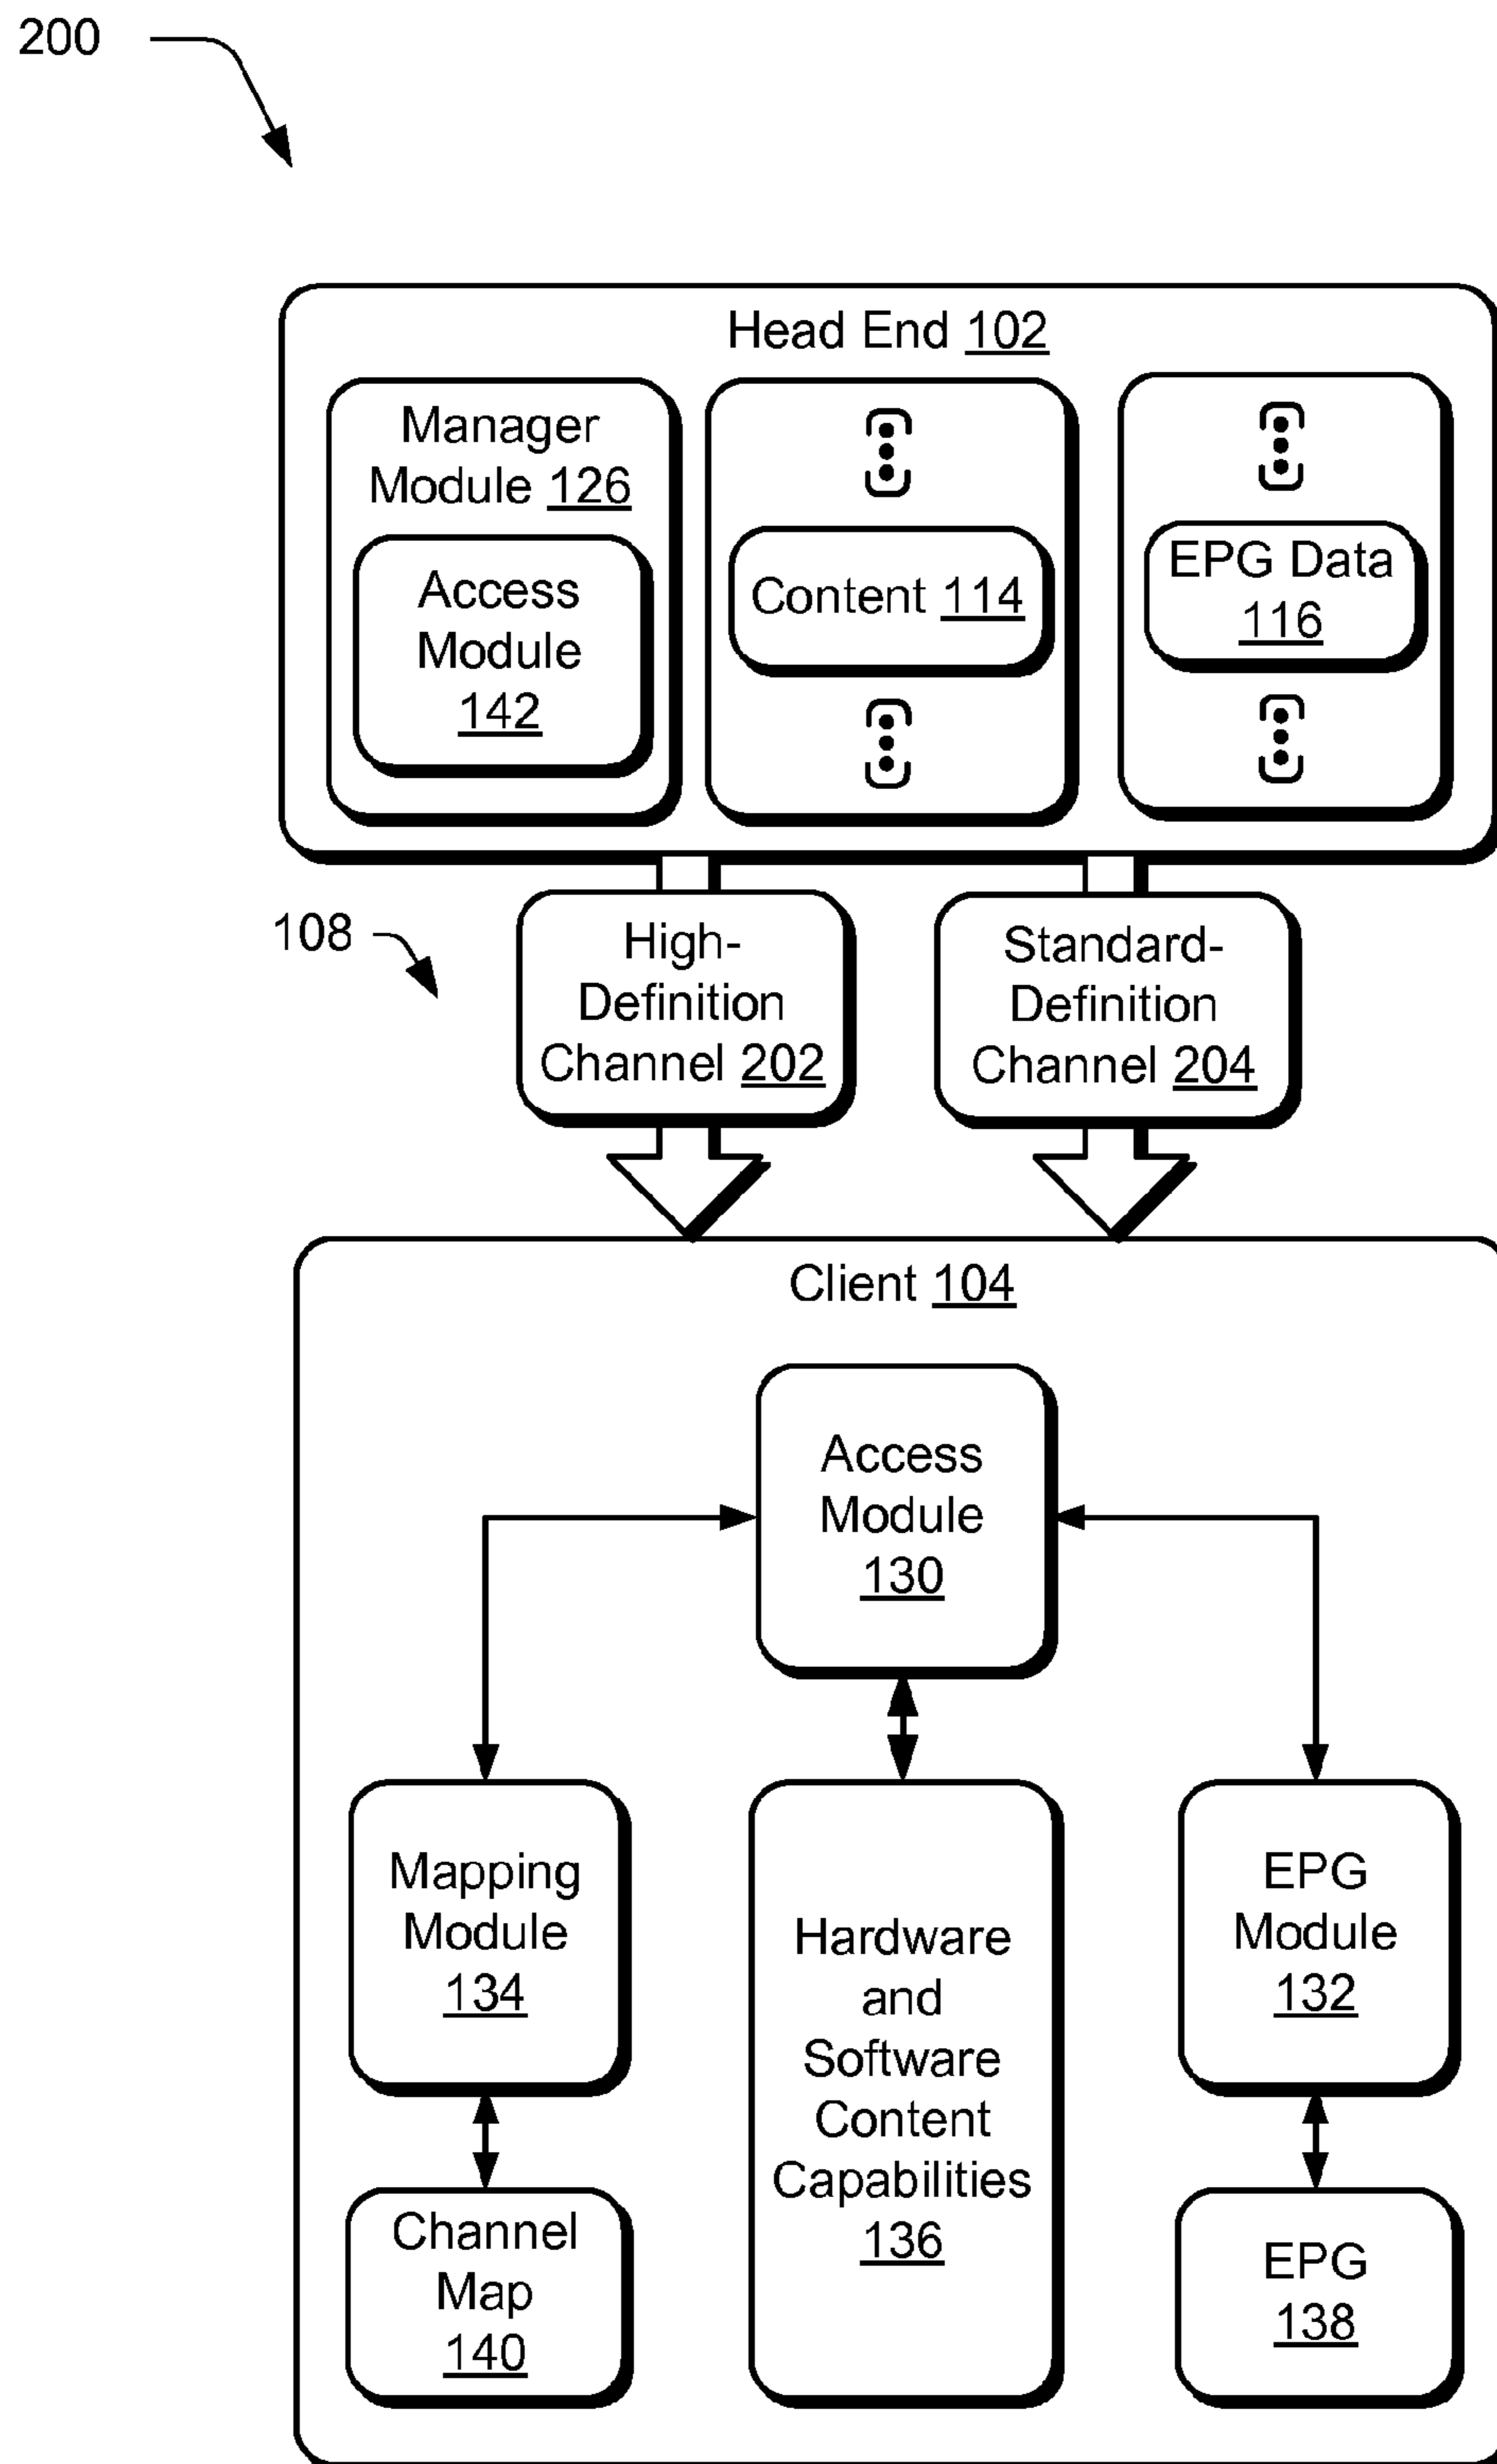 200
Head End 102
Manager
Module 126
Access
Module
142
Content 114
EPG Data
116
108
High-
Definition
Channel 202
Standard-
Definition
Channel 204
Client 104
Access
Module
130
Mapping
Module
134
Hardware
and
Software
Content
Capabilities
136
EPG
Module
132
Channel
Map
140
EPG
138